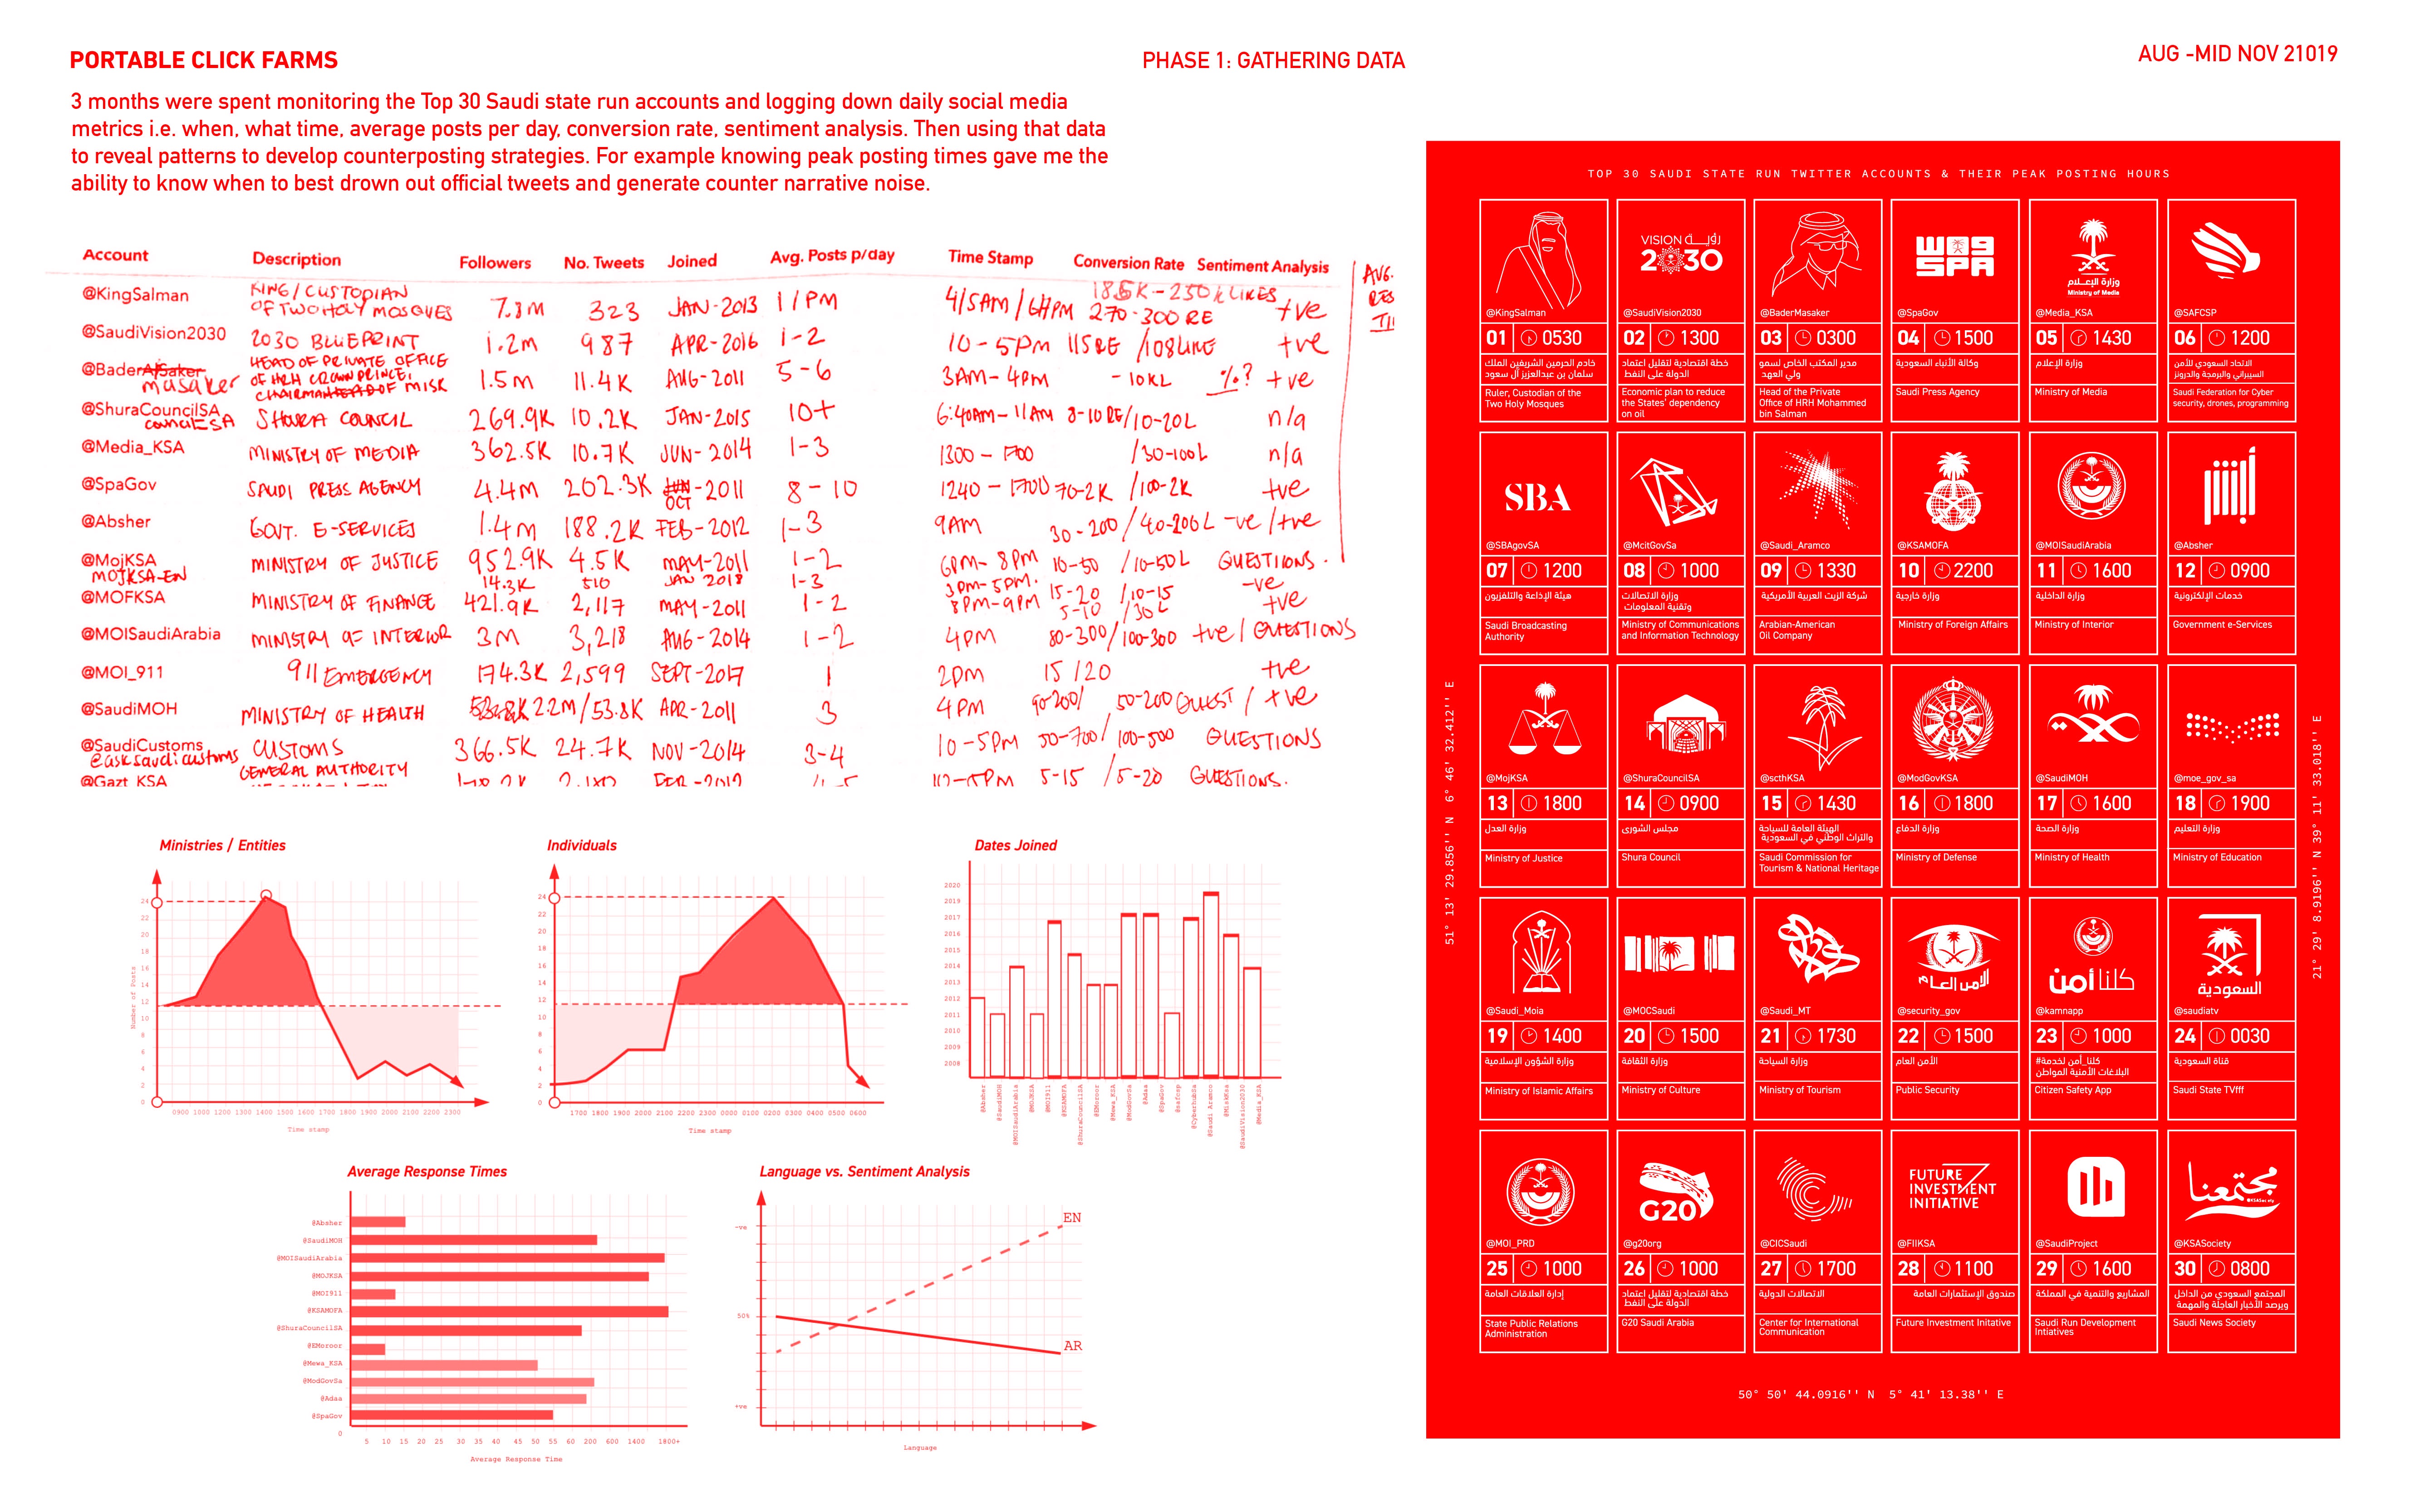 PORTABLE CLICK FARMS
PHASE 1: GATHERING DATA
AUG -MID NOV 21019
3 months were spent monitoring the Top 30 Saudi state run accounts and logging down daily social media
metrics i.e. when, what time, average posts per day, conversion rate, sentiment analysis. Then using that data
to reveal patterns to develop counterposting strategies. For example knowing peak posting times gave me the
ability to know when to best drown out official tweets and generate counter narrative noise.
Account Description Followers No. Tweets Joined Avg. Posts p/day Time Stamp Conversion Rate Sentiment Analysis AVG.
@KingSalman KING / CUSTODIAN OF TWO HOLY MOSQUES 7.8M 323 JAN-2013 1/PM 4/5AM / 6HPM 18.5K-250K LIKES 270-300 RE +ve
@SaudiVision2030 2030 BLUEPRINT 1.2M 987 APR-2016 1-2 10-5PM 115RE /108LIKE +ve
@Bader masaker HEAD OF PRIVATE OFFICE OF HRH CROWN PRINCE, CHAIRMAN OF MISK 1.5M 11.4K AUG-2011 5-6 3AM-4PM -10KL %? +ve
@ShuraCouncilSA councilSA SHURA COUNCIL 269.9K 10.2K JAN-2015 10+ 6:40AM-11AM 8-10 RE/10-20L n/a
@Media_KSA MINISTRY OF MEDIA 362.5K 10.7K JUN-2014 1-3 1300-1700 /30-100L n/a
@SpaGov SAUDI PRESS AGENCY 4.4M 202.3K OCT -2011 8-10 1240-1700 70-2K /100-2K +ve
@Absher GOVT. E-SERVICES 1.4M 188.2K FEB-2012 1-3 9AM 30-200 / 40-200L -ve/+ve
@MojKSA MINISTRY OF JUSTICE 952.9K 4.5K MAY-2011 1-2 6PM-8PM 10-50 /10-50L QUESTIONS.
MOJKSA-EN 14.3K 510 JAN 2018 1-3 3PM-5PM. 15-20 /10-15 -ve
@MOFKSA MINISTRY OF FINANCE 421.9K 2,117 MAY-2011 1-2 8PM-9PM 5-10 /30L +ve
@MOISaudiArabia MINISTRY OF INTERIOR 3M 3,218 AUG-2014 1-2 4PM 80-300/100-300 +ve / QUESTIONS
@MOI_911 911 EMERGENCY 174.3K 2,599 SEPT-2017 1 2PM 15 /20 +ve
@SaudiMOH MINISTRY OF HEALTH 2.2M/53.8K APR-2011 3 4PM 90-200/ 50-200 QUEST / +ve
@SaudiCustoms @asksaudicustoms CUSTOMS 366.5K 24.7K NOV-2014 3-4 10-5PM 50-700/100-500 QUESTIONS
@Gazt_KSA GENERAL AUTHORITY 5-15 /5-20 QUESTIONS.
Ministries / Entities
Number of Posts
24
22
20
18
16
14
12
10
8
6
4
2
0
0900 1000 1200 1300 1400 1500 1600 1700 1800 1900 2000 2100 2200 2300
Time stamp
Individuals
24
22
20
18
16
14
12
10
8
6
4
2
0
1700 1800 1900 2000 2100 2200 2300 0000 0100 0200 0300 0400 0500 0600
Time stamp
Dates Joined
2020
2019
2017
2016
2015
2014
2013
2012
2011
2010
2009
2008
@Absher
@SaudiMOH
@MOISaudiArabia
@MOJKSA
@MOI911
@KSAMOFA
@ShuraCouncilSA
@EMoroor
@Mewa_KSA
@ModGovSa
@Adaa
@SpaGov
@safcsp
@CyberhubSa
@Saudi Aramco
@MiskKsa
@SaudiVision2030
@Media_KSA
Average Response Times
@Absher
@SaudiMOH
@MOISaudiArabia
@MOJKSA
@MOI911
@KSAMOFA
@ShuraCouncilSA
@EMoroor
@Mewa_KSA
@ModGovSa
@Adaa
@SpaGov
0
5 10 15 20 25 30 35 40 45 50 55 60 200 600 1400 1800+
Average Response Time
Language vs. Sentiment Analysis
-ve
50%
+ve
EN
AR
Language
TOP 30 SAUDI STATE RUN TWITTER ACCOUNTS & THEIR PEAK POSTING HOURS
@KingSalman
01 0530
خادم الحرمين الشريفين الملك
سلمان بن عبدالعزيز آل سعود
Ruler, Custodian of the
Two Holy Mosques
VISION رؤيـــة
2030
@SaudiVision2030
02 1300
خطة اقتصادية لتقليل اعتماد
الدولة على النفط
Economic plan to reduce
the States' dependency
on oil
@BaderMasaker
03 0300
مدير المكتب الخاص لسمو
ولي العهد
Head of the Private
Office of HRH Mohammed
bin Salman
واس
SPA
@SpaGov
04 1500
وكالة الأنباء السعودية
Saudi Press Agency
وزارة الإعـــلام
Ministry of Media
@Media_KSA
05 1430
وزارة الإعلام
Ministry of Media
@SAFCSP
06 1200
الاتحاد السعودي للأمن
السيبراني والبرمجة والدرونز
Saudi Federation for Cyber
security, drones, programming
SBA
@SBAgovSA
07 1200
هيئة الإذاعة والتلفزيون
Saudi Broadcasting
Authority
@McitGovSa
08 1000
وزارة الاتصالات
وتقنية المعلومات
Ministry of Communications
and Information Technology
@Saudi_Aramco
09 1330
شركة الزيت العربية الأمريكية
Arabian-American
Oil Company
@KSAMOFA
10 2200
وزارة خارجية
Ministry of Foreign Affairs
@MOISaudiArabia
11 1600
وزارة الداخلية
Ministry of Interior
أبشر
@Absher
12 0900
خدمات الإلكترونية
Government e-Services
@MojKSA
13 1800
وزارة العدل
Ministry of Justice
@ShuraCouncilSA
14 0900
مجلس الشورى
Shura Council
@scthKSA
15 1430
الهيئة العامة للسياحة
والتراث الوطني في السعودية
Saudi Commission for
Tourism & National Heritage
@ModGovKSA
16 1800
وزارة الدفاع
Ministry of Defense
@SaudiMOH
17 1600
وزارة الصحة
Ministry of Health
@moe_gov_sa
18 1900
وزارة التعليم
Ministry of Education
@Saudi_Moia
19 1400
وزارة الشؤون الإسلامية
Ministry of Islamic Affairs
@MOCSaudi
20 1500
وزارة الثقافة
Ministry of Culture
@Saudi_MT
21 1730
وزارة السياحة
Ministry of Tourism
الأمن العـام
@security_gov
22 1500
الأمن العام
Public Security
كلنا أمن
@kamnapp
23 1000
#كلنا_أمن لخدمة
البلاغات الأمنية المواطن
Citizen Safety App
السعودية
@saudiatv
24 0030
قناة السعودية
Saudi State TVfff
@MOI_PRD
25 1000
إدارة العلاقات العامة
State Public Relations
Administration
G20
@g20org
26 1000
خطة اقتصادية لتقليل اعتماد
الدولة على النفط
G20 Saudi Arabia
@CICSaudi
27 1700
الاتصالات الدولية
Center for International
Communication
FUTURE
INVESTMENT
INITIATIVE
@FIIKSA
28 1100
صندوق الإستثمارات العامة
Future Investment Initative
@SaudiProject
29 1600
المشاريع والتنمية في المملكة
Saudi Run Development
Intiatives
مجتمعنا
@KSASociety
@KSASociety
30 0800
المجتمع السعودي من الداخل
ويرصد الأخبار العاجلة والمهمة
Saudi News Society
51° 13' 29.856'' N 6° 46' 32.412'' E
21° 29' 8.9196'' N 39° 11' 33.018'' E
50° 50' 44.0916'' N 5° 41' 13.38'' E